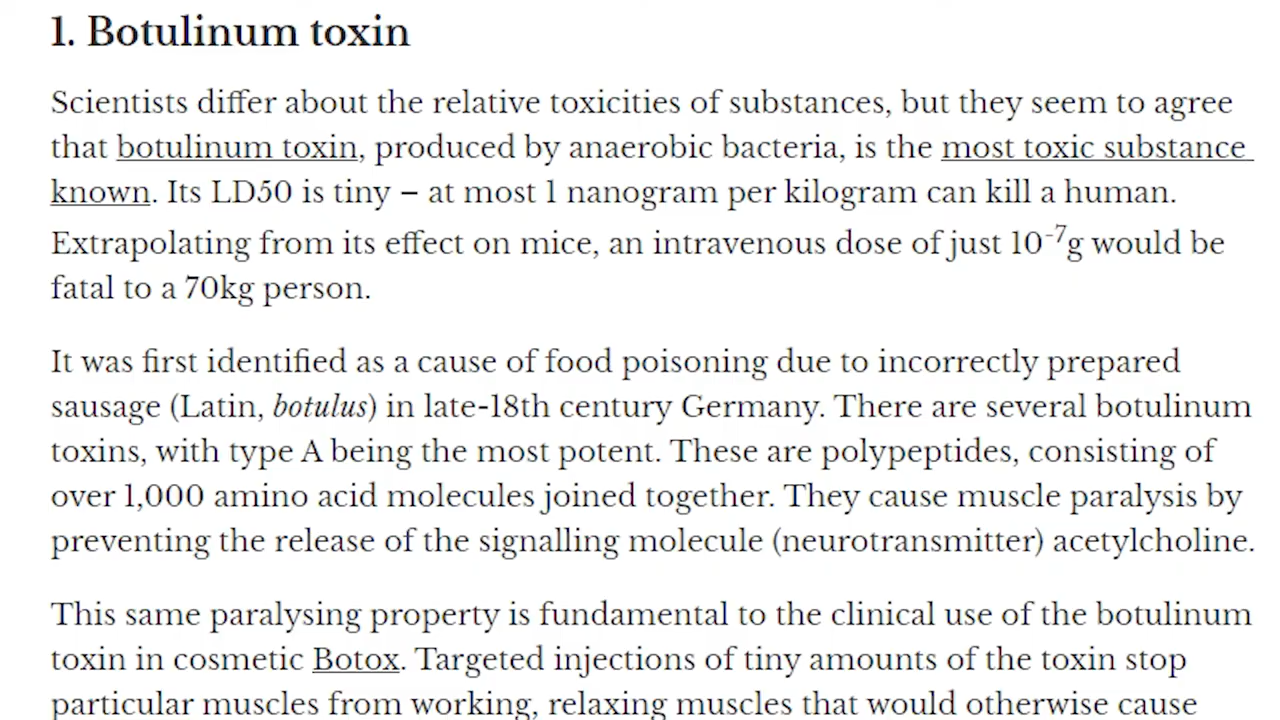 1. Botulinum toxin
Scientists differ about the relative toxicities of substances, but they seem to agree
that botulinum toxin, produced by anaerobic bacteria, is the most toxic substance
known. Its LD50 is tiny – at most 1 nanogram per kilogram can kill a human.
Extrapolating from its effect on mice, an intravenous dose of just 10⁻⁷g would be
fatal to a 70kg person.
It was first identified as a cause of food poisoning due to incorrectly prepared
sausage (Latin, botulus) in late-18th century Germany. There are several botulinum
toxins, with type A being the most potent. These are polypeptides, consisting of
over 1,000 amino acid molecules joined together. They cause muscle paralysis by
preventing the release of the signalling molecule (neurotransmitter) acetylcholine.
This same paralysing property is fundamental to the clinical use of the botulinum
toxin in cosmetic Botox. Targeted injections of tiny amounts of the toxin stop
particular muscles from working, relaxing muscles that would otherwise cause